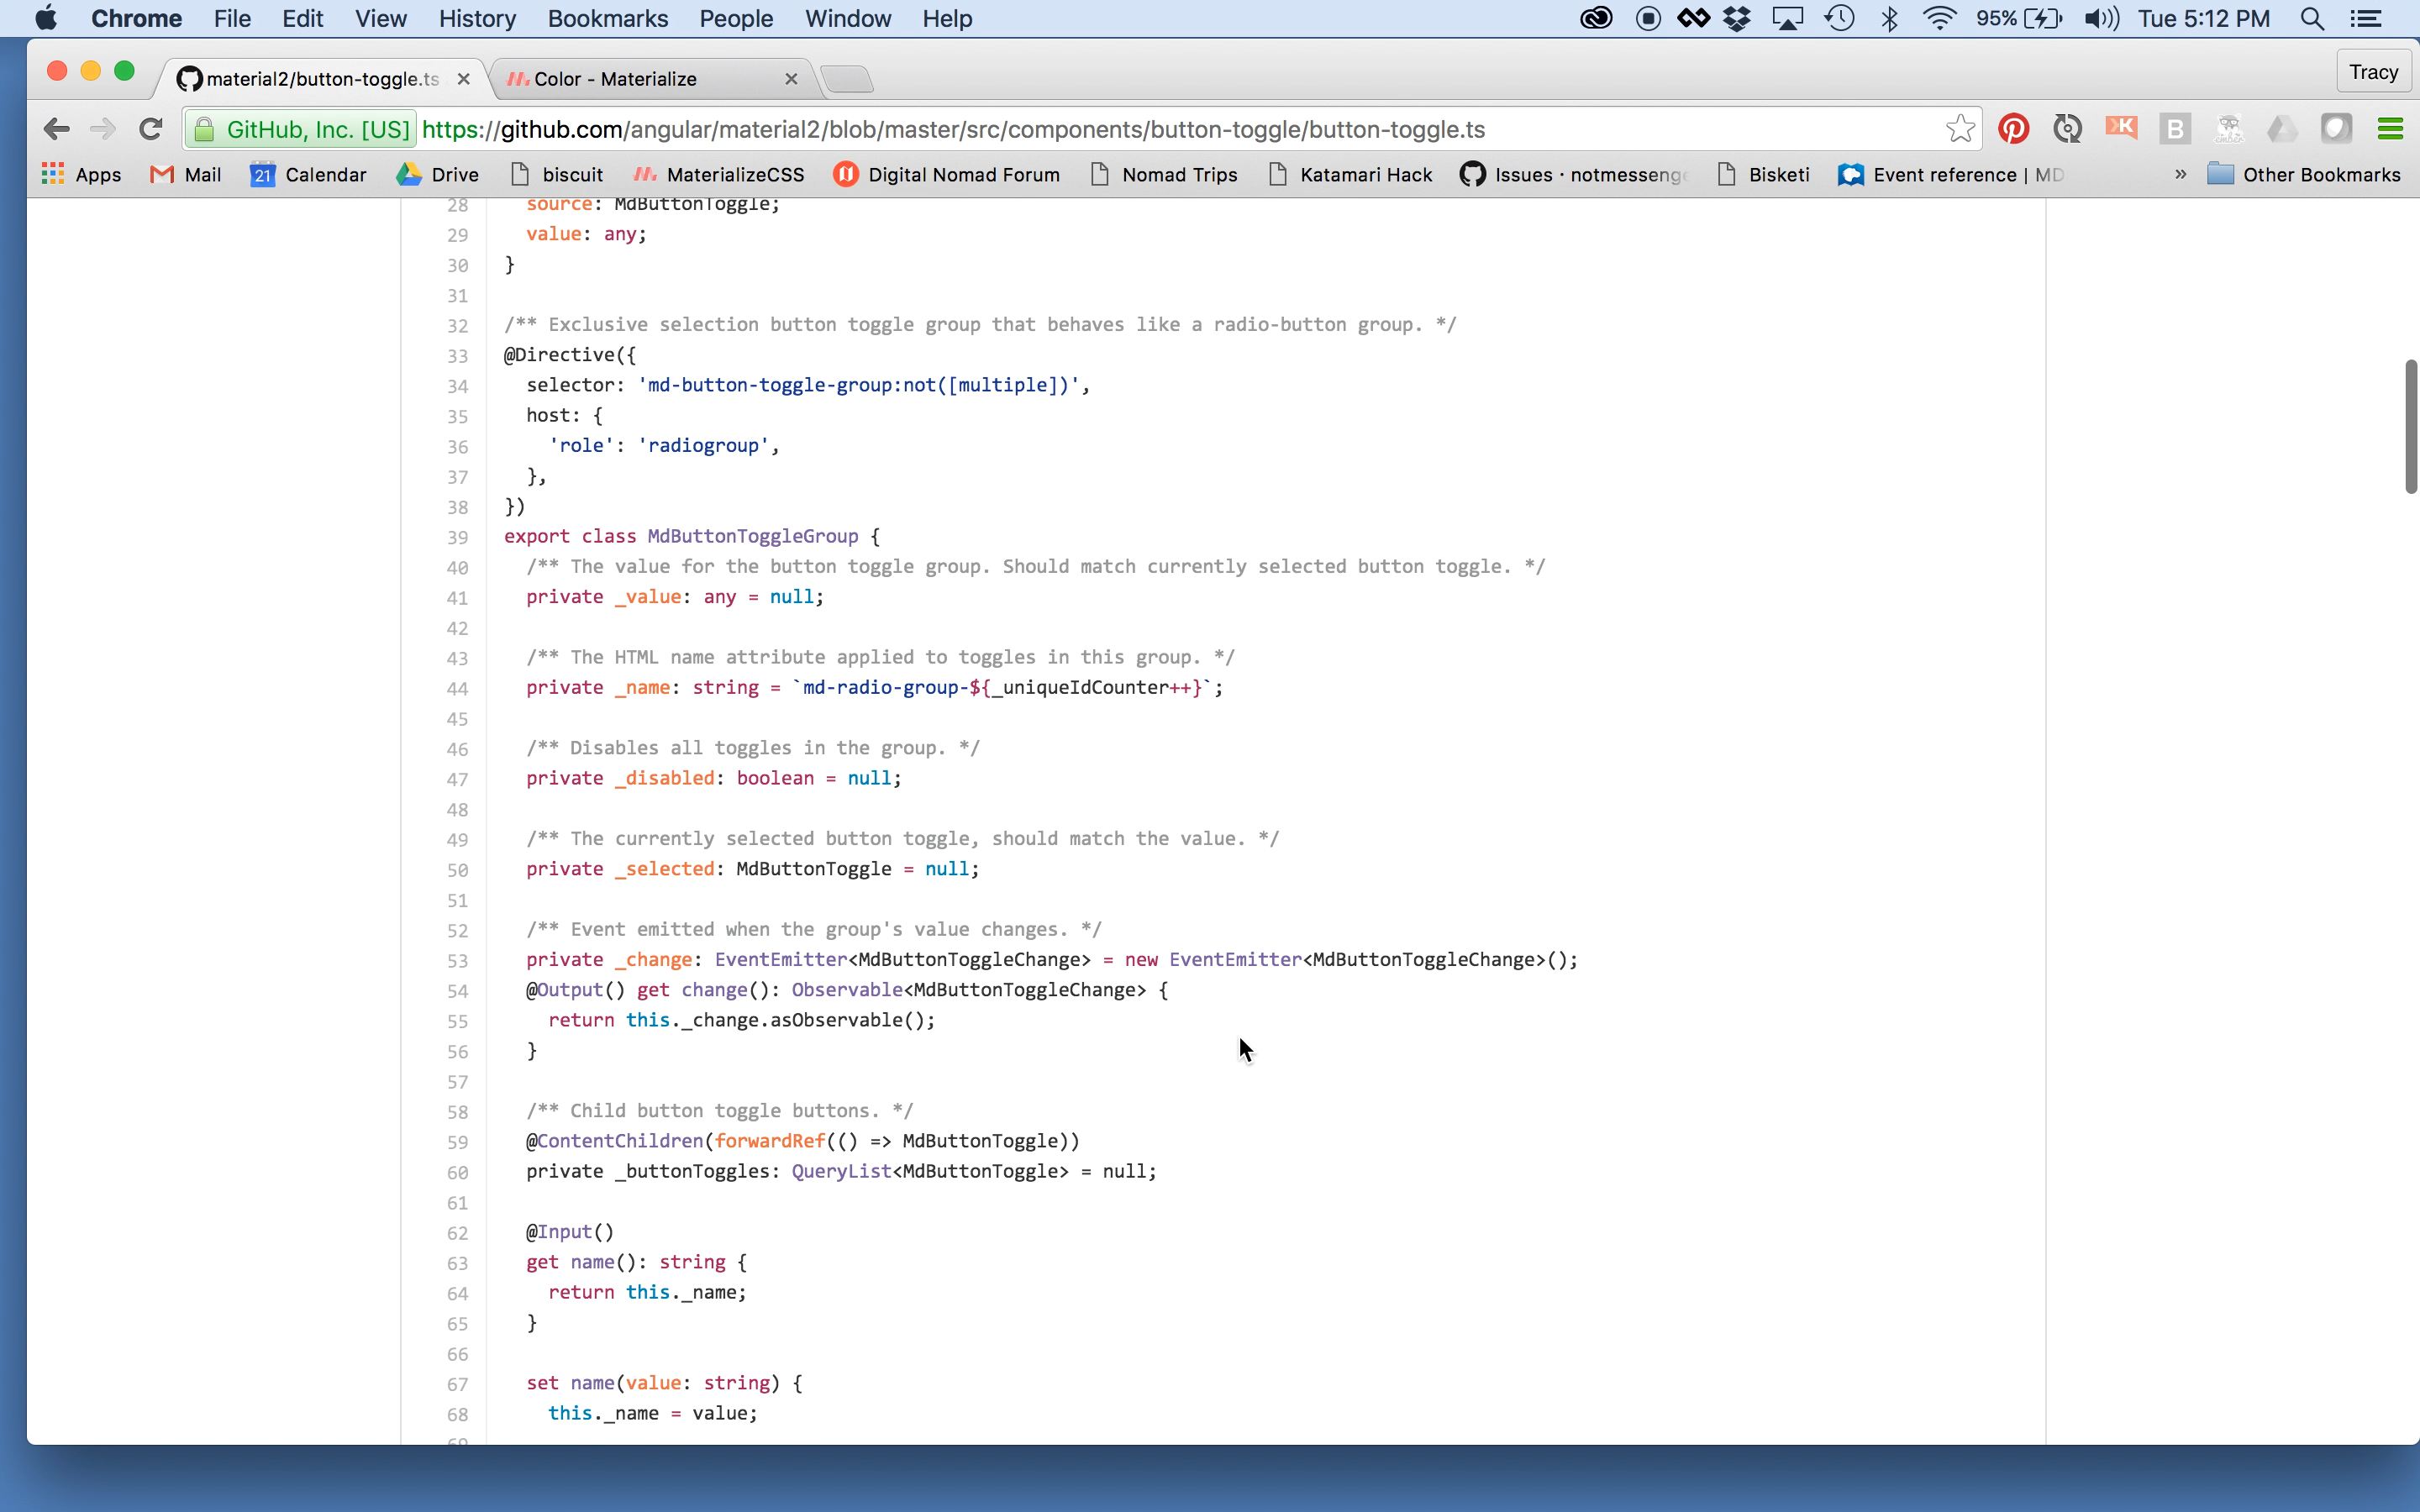 Chrome File Edit View History Bookmarks People Window Help 95% Tue 5:12 PM
material2/button-toggle.ts Color - Materialize Tracy
GitHub, Inc. [US] https://github.com/angular/material2/blob/master/src/components/button-toggle/button-toggle.ts K B
Apps Mail 21 Calendar Drive biscuit MaterializeCSS Digital Nomad Forum Nomad Trips Katamari Hack Issues · notmesseng Bisketi Event reference | MD » Other Bookmarks
28 source: MdButtonToggle;
29 value: any;
30 }
31
32 /** Exclusive selection button toggle group that behaves like a radio-button group. */
33 @Directive({
34 selector: 'md-button-toggle-group:not([multiple])',
35 host: {
36 'role': 'radiogroup',
37 },
38 })
39 export class MdButtonToggleGroup {
40 /** The value for the button toggle group. Should match currently selected button toggle. */
41 private _value: any = null;
42
43 /** The HTML name attribute applied to toggles in this group. */
44 private _name: string = `md-radio-group-${_uniqueIdCounter++}`;
45
46 /** Disables all toggles in the group. */
47 private _disabled: boolean = null;
48
49 /** The currently selected button toggle, should match the value. */
50 private _selected: MdButtonToggle = null;
51
52 /** Event emitted when the group's value changes. */
53 private _change: EventEmitter<MdButtonToggleChange> = new EventEmitter<MdButtonToggleChange>();
54 @Output() get change(): Observable<MdButtonToggleChange> {
55 return this._change.asObservable();
56 }
57
58 /** Child button toggle buttons. */
59 @ContentChildren(forwardRef(() => MdButtonToggle))
60 private _buttonToggles: QueryList<MdButtonToggle> = null;
61
62 @Input()
63 get name(): string {
64 return this._name;
65 }
66
67 set name(value: string) {
68 this._name = value;
69